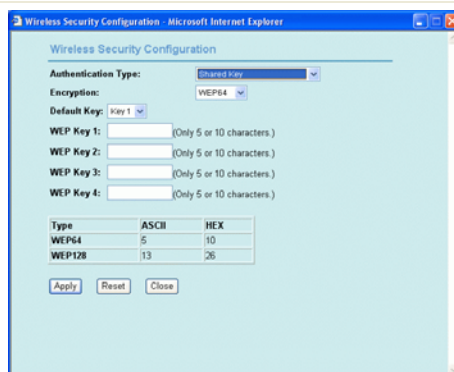 Wireless Security Configuration - Microsoft Internet Explorer
Wireless Security Configuration
Authentication Type: Shared Key
Encryption: WEP64
Default Key: Key 1
WEP Key 1: (Only 5 or 10 characters.)
WEP Key 2: (Only 5 or 10 characters.)
WEP Key 3: (Only 5 or 10 characters.)
WEP Key 4: (Only 5 or 10 characters.)
Type ASCII HEX
WEP64 5 10
WEP128 13 26
Apply Reset Close